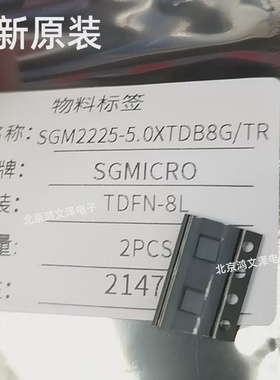 新原装
物料标签
称: SGM2225-5.0XTDB8G/TR
牌: SGMICRO
装: TDFN-8L
北京鸿文泽电子
量: 2PCS
2147
北京鸿文泽电子